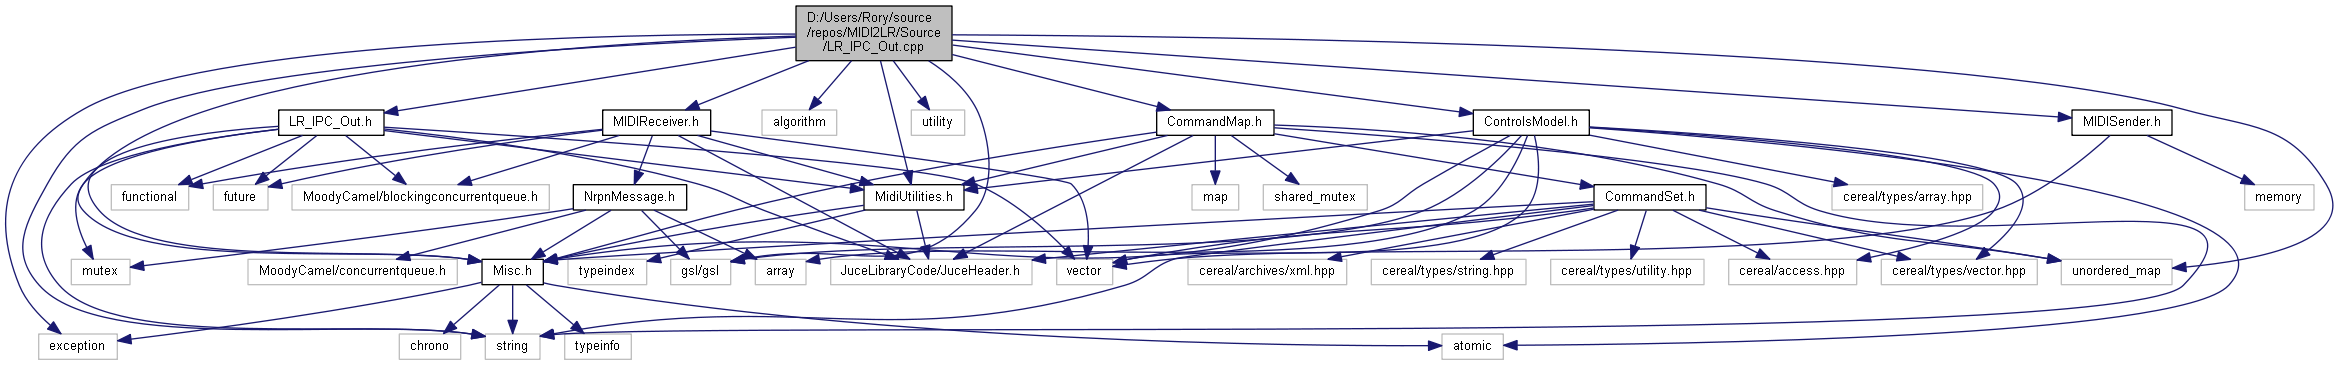 D:/Users/Rory/source
/repos/MIDI2LR/Source
/LR_IPC_Out.cpp
LR_IPC_Out.h
MIDIReceiver.h
algorithm
utility
CommandMap.h
ControlsModel.h
MIDISender.h
functional
future
MoodyCamel/blockingconcurrentqueue.h
NrpnMessage.h
MidiUtilities.h
map
shared_mutex
CommandSet.h
cereal/types/array.hpp
memory
mutex
MoodyCamel/concurrentqueue.h
Misc.h
typeindex
gsl/gsl
array
JuceLibraryCode/JuceHeader.h
vector
cereal/archives/xml.hpp
cereal/types/string.hpp
cereal/types/utility.hpp
cereal/access.hpp
cereal/types/vector.hpp
unordered_map
exception
chrono
string
typeinfo
atomic